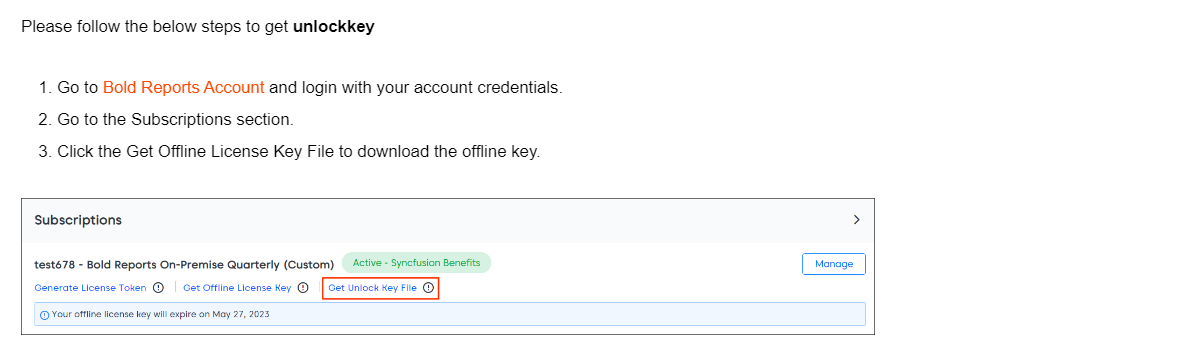 Please follow the below steps to get unlockkey
1. Go to Bold Reports Account and login with your account credentials.
2. Go to the Subscriptions section.
3. Click the Get Offline License Key File to download the offline key.
Subscriptions
test678 - Bold Reports On-Premise Quarterly (Custom) Active - Syncfusion Benefits Manage
Generate License Token Get Offline License Key Get Unlock Key File
Your offline license key will expire on May 27, 2023